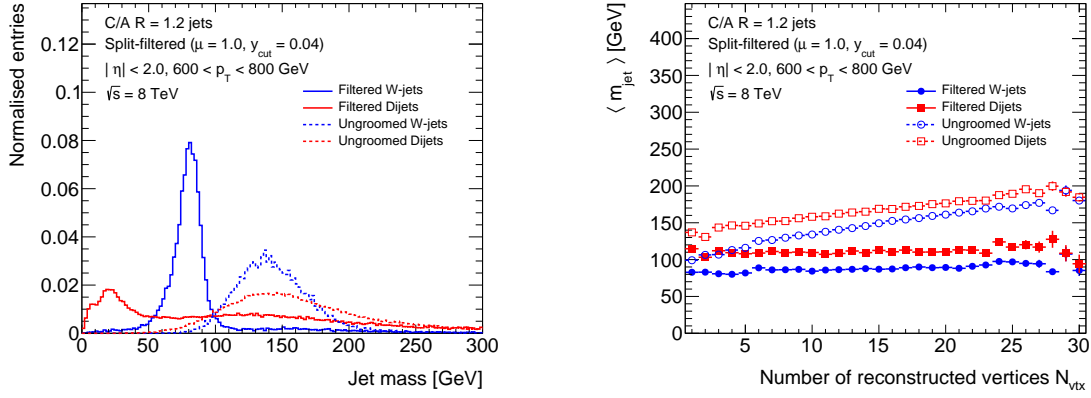 Normalised entries
0.12
0.1
0.08
0.06
0.04
0.02
0
C/A R = 1.2 jets
Split-filtered (μ = 1.0, y_cut = 0.04)
| η| < 2.0, 600 < p_T < 800 GeV
√s = 8 TeV
Filtered W-jets
Filtered Dijets
Ungroomed W-jets
Ungroomed Dijets
0 50 100 150 200 250 300
Jet mass [GeV]
⟨ m_jet ⟩ [GeV]
400
350
300
250
200
150
100
50
0
C/A R = 1.2 jets
Split-filtered (μ = 1.0, y_cut = 0.04)
| η| < 2.0, 600 < p_T < 800 GeV
√s = 8 TeV
Filtered W-jets
Filtered Dijets
Ungroomed W-jets
Ungroomed Dijets
5 10 15 20 25 30
Number of reconstructed vertices N_vtx